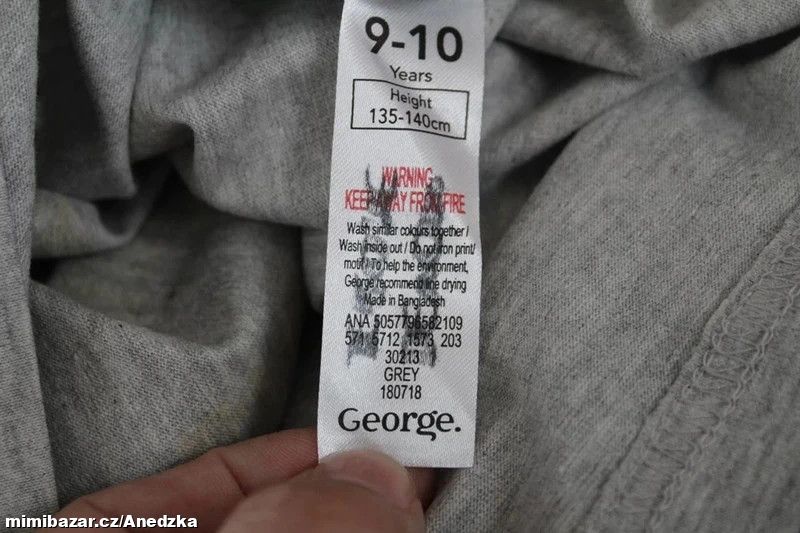 9-10
Years
Height
135-140cm
WARNING
KEEP AWAY FROM FIRE
Wash similar colours together /
Wash inside out / Do not iron print/
motif / To help the environment,
George recommend line drying
Made in Bangladesh
ANA 5057796582109
571 5712 1573 203
30213
GREY
180718
George.
mimibazar.cz/Anedzka